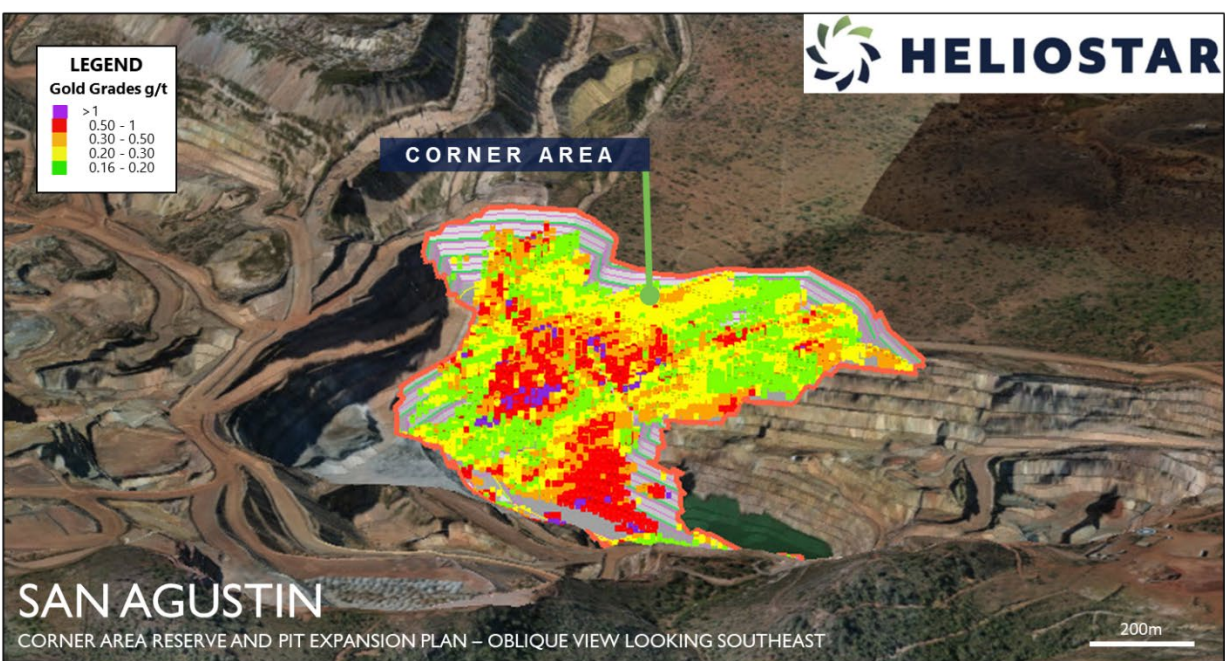 HELIOSTAR
LEGEND
Gold Grades g/t
>1
0.50 - 1
0.30 - 0.50
0.20 - 0.30
0.16 - 0.20
CORNER AREA
SAN AGUSTIN
CORNER AREA RESERVE AND PIT EXPANSION PLAN – OBLIQUE VIEW LOOKING SOUTHEAST
200m